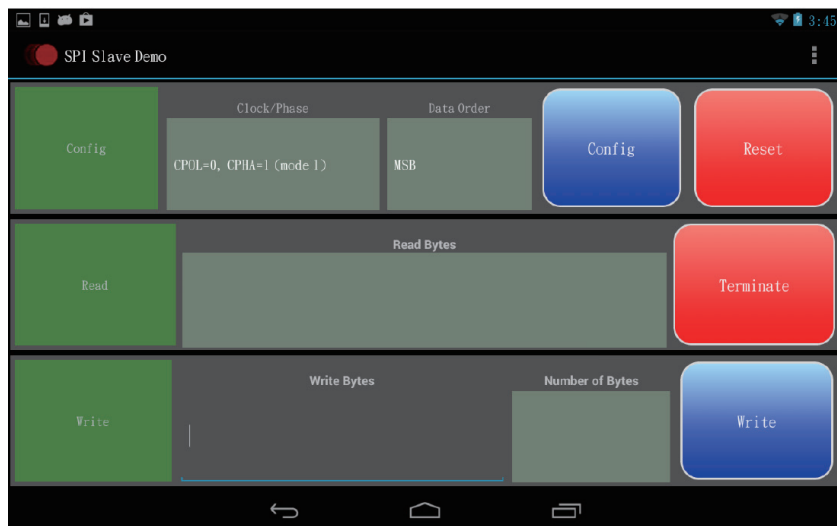 3:45
SPI Slave Demo
Clock/Phase
Data Order
Config
CPOL=0, CPHA=1 (mode 1)
MSB
Config
Reset
Read Bytes
Read
Terminate
Write Bytes
Number of Bytes
Write
Write